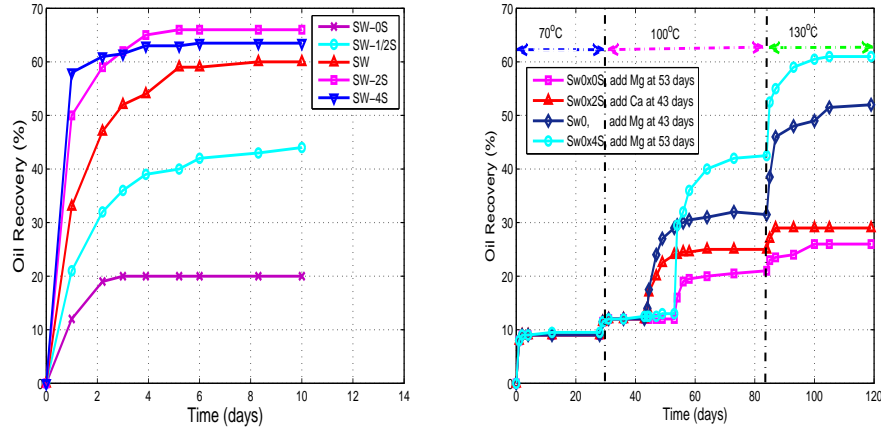 70
60
50
40
30
20
10
0
0
2
4
6
8
10
12
14
Oil Recovery (%)
Time (days)
SW-0S
SW-1/2S
SW
SW-2S
SW-4S
70
60
50
40
30
20
10
0
0
20
40
60
80
100
120
Oil Recovery (%)
Time (days)
70°C
100°C
130°C
Sw0x0S, add Mg at 53 days
Sw0x2S, add Ca at 43 days
Sw0, add Mg at 43 days
Sw0x4S, add Mg at 53 days